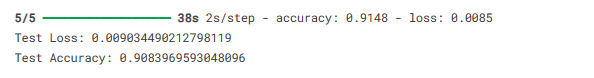 5/5 ━━━━━━━━━━━━━━━━━━━━ 38s 2s/step - accuracy: 0.9148 - loss: 0.0085
Test Loss: 0.009034490212798119
Test Accuracy: 0.9083969593048096